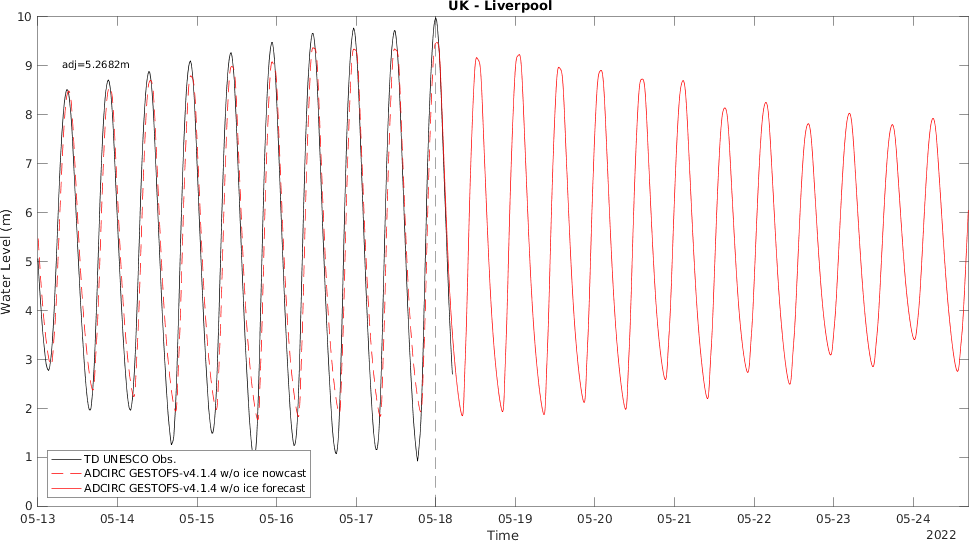 UK - Liverpool
10
9
8
7
6
5
4
3
2
1
0
Water Level (m)
adj=5.2682m
TD UNESCO Obs.
ADCIRC GESTOFS-v4.1.4 w/o ice nowcast
ADCIRC GESTOFS-v4.1.4 w/o ice forecast
05-13 05-14 05-15 05-16 05-17 05-18 05-19 05-20 05-21 05-22 05-23 05-24
Time
2022